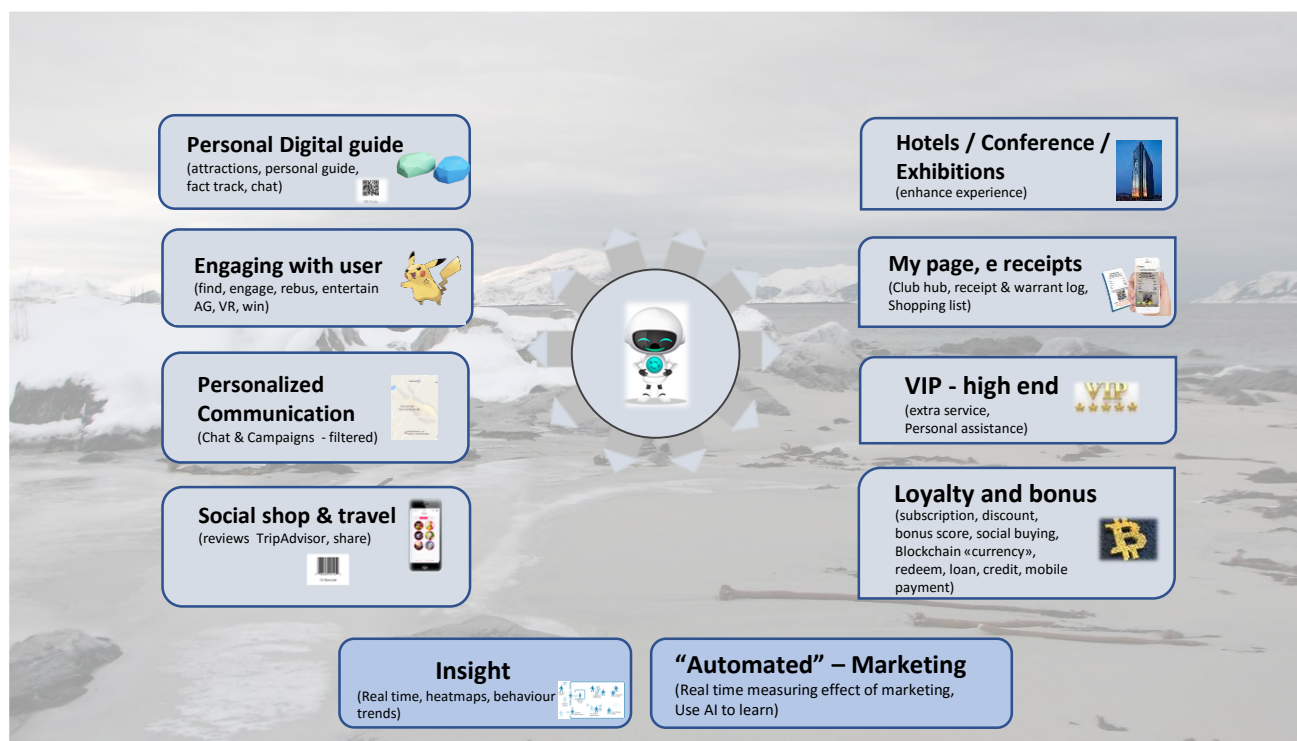 Personal Digital guide
(attractions, personal guide,
fact track, chat)
Engaging with user
(find, engage, rebus, entertain
AG, VR, win)
Personalized
Communication
(Chat & Campaigns - filtered)
Social shop & travel
(reviews TripAdvisor, share)
Hotels / Conference /
Exhibitions
(enhance experience)
My page, e receipts
(Club hub, receipt & warrant log,
Shopping list)
VIP - high end
(extra service,
Personal assistance)
VIP
Loyalty and bonus
(subscription, discount,
bonus score, social buying,
Blockchain «currency»,
redeem, loan, credit, mobile
payment)
Insight
(Real time, heatmaps, behaviour
trends)
“Automated” – Marketing
(Real time measuring effect of marketing,
Use AI to learn)